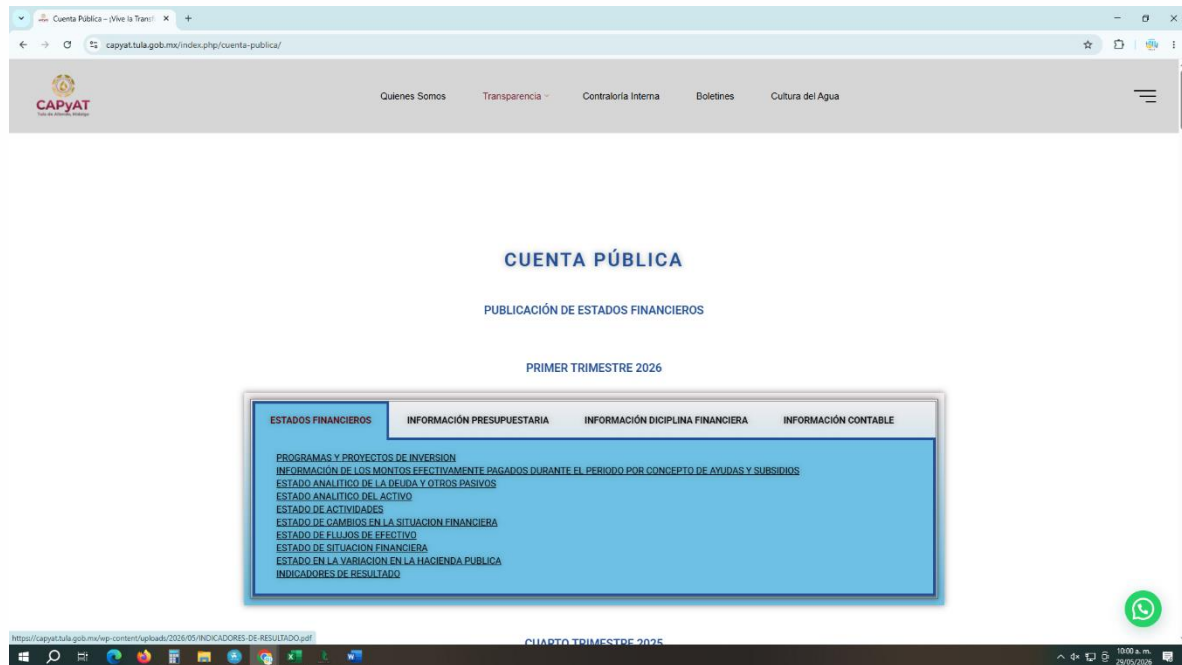 Cuenta Pública – ¡Vive la Transf
capyat.tula.gob.mx/index.php/cuenta-publica/
CAPyAT
Tula de Allende, Hidalgo
Quienes Somos Transparencia Contraloría Interna Boletines Cultura del Agua
CUENTA PÚBLICA
PUBLICACIÓN DE ESTADOS FINANCIEROS
PRIMER TRIMESTRE 2026
ESTADOS FINANCIEROS INFORMACIÓN PRESUPUESTARIA INFORMACIÓN DICIPLINA FINANCIERA INFORMACIÓN CONTABLE
PROGRAMAS Y PROYECTOS DE INVERSION
INFORMACIÓN DE LOS MONTOS EFECTIVAMENTE PAGADOS DURANTE EL PERIODO POR CONCEPTO DE AYUDAS Y SUBSIDIOS
ESTADO ANALITICO DE LA DEUDA Y OTROS PASIVOS
ESTADO ANALITICO DEL ACTIVO
ESTADO DE ACTIVIDADES
ESTADO DE CAMBIOS EN LA SITUACION FINANCIERA
ESTADO DE FLUJOS DE EFECTIVO
ESTADO DE SITUACION FINANCIERA
ESTADO EN LA VARIACION EN LA HACIENDA PUBLICA
INDICADORES DE RESULTADO
https://capyat.tula.gob.mx/wp-content/uploads/2026/05/INDICADORES-DE-RESULTADO.pdf
CUARTO TRIMESTRE 2025
10:00 a. m.
29/05/2026